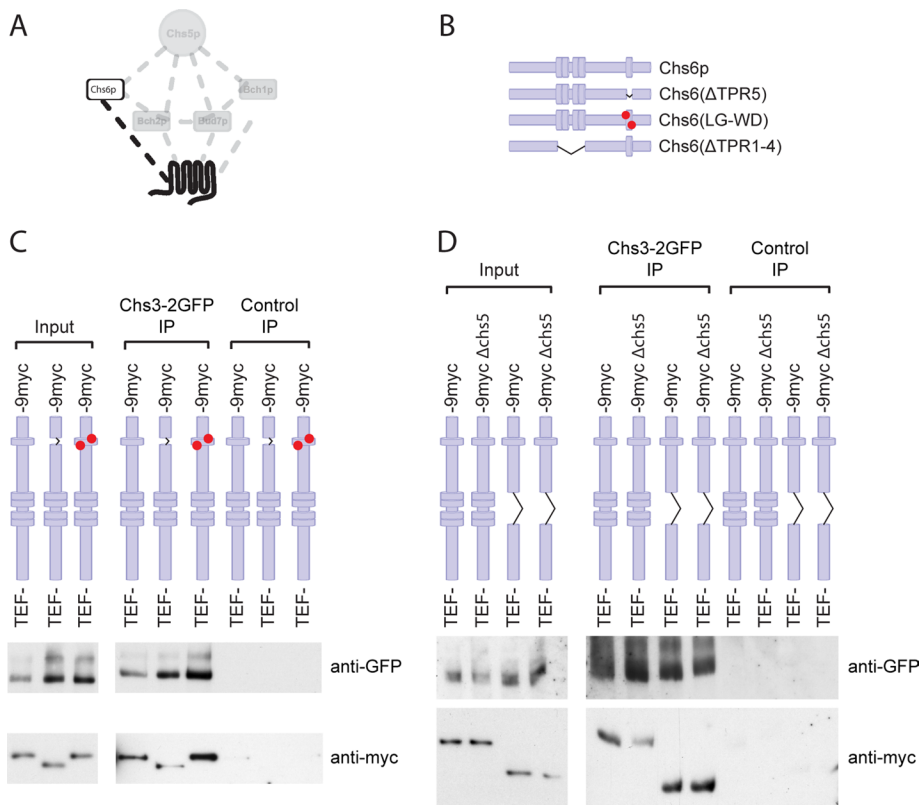 A
Chs5p
Chs6p
Bch1p
Bch2p
Bud7p
B
Chs6p
Chs6(ΔTPR5)
Chs6(LG-WD)
Chs6(ΔTPR1-4)
C
Input
Chs3-2GFP
IP
Control
IP
-9myc
-9myc
-9myc
-9myc
-9myc
-9myc
-9myc
-9myc
-9myc
TEF-
TEF-
TEF-
TEF-
TEF-
TEF-
TEF-
TEF-
TEF-
anti-GFP
anti-myc
D
Input
Chs3-2GFP
IP
Control
IP
-9myc
-9myc Δchs5
-9myc
-9myc Δchs5
-9myc
-9myc Δchs5
-9myc
-9myc Δchs5
-9myc
-9myc Δchs5
-9myc
-9myc Δchs5
TEF-
TEF-
TEF-
TEF-
TEF-
TEF-
TEF-
TEF-
TEF-
TEF-
TEF-
TEF-
anti-GFP
anti-myc